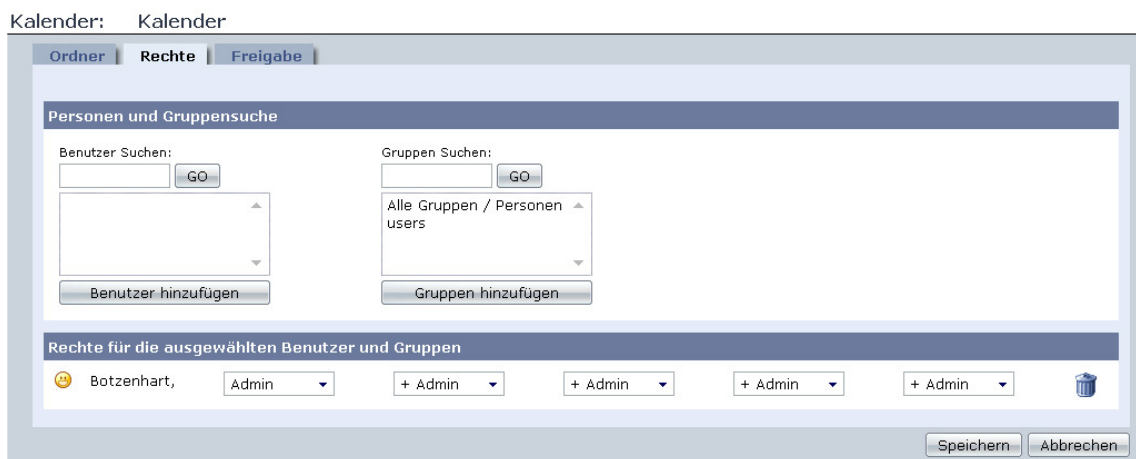 Kalender: Kalender
Ordner Rechte Freigabe
Personen und Gruppensuche
Benutzer Suchen: Gruppen Suchen:
GO GO
Alle Gruppen / Personen
users
Benutzer hinzufügen Gruppen hinzufügen
Rechte für die ausgewählten Benutzer und Gruppen
Botzenhart, Admin + Admin + Admin + Admin + Admin
Speichern Abbrechen